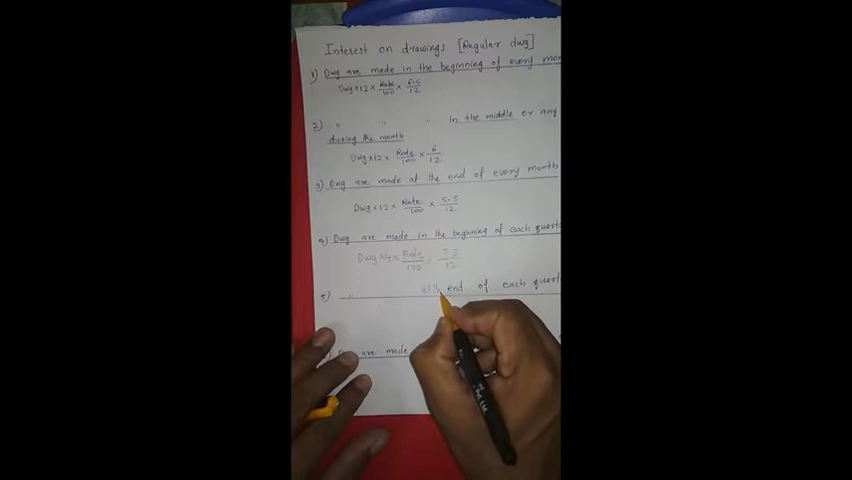 Interest on drawings [Regular dwg]
1) Dwg are made in the beginning of every mon
Dwg × 12 × Rate/100 × 6.5/12
2) " " " In the middle or any
during the month
Dwg × 12 × Rate/100 × 6/12
3) Dwg are made at the end of every month
Dwg × 12 × Rate/100 × 5.5/12
4) Dwg are made in the beginning of each quart
Dwg × 4 × Rate/100
5) " end of each quart
are made